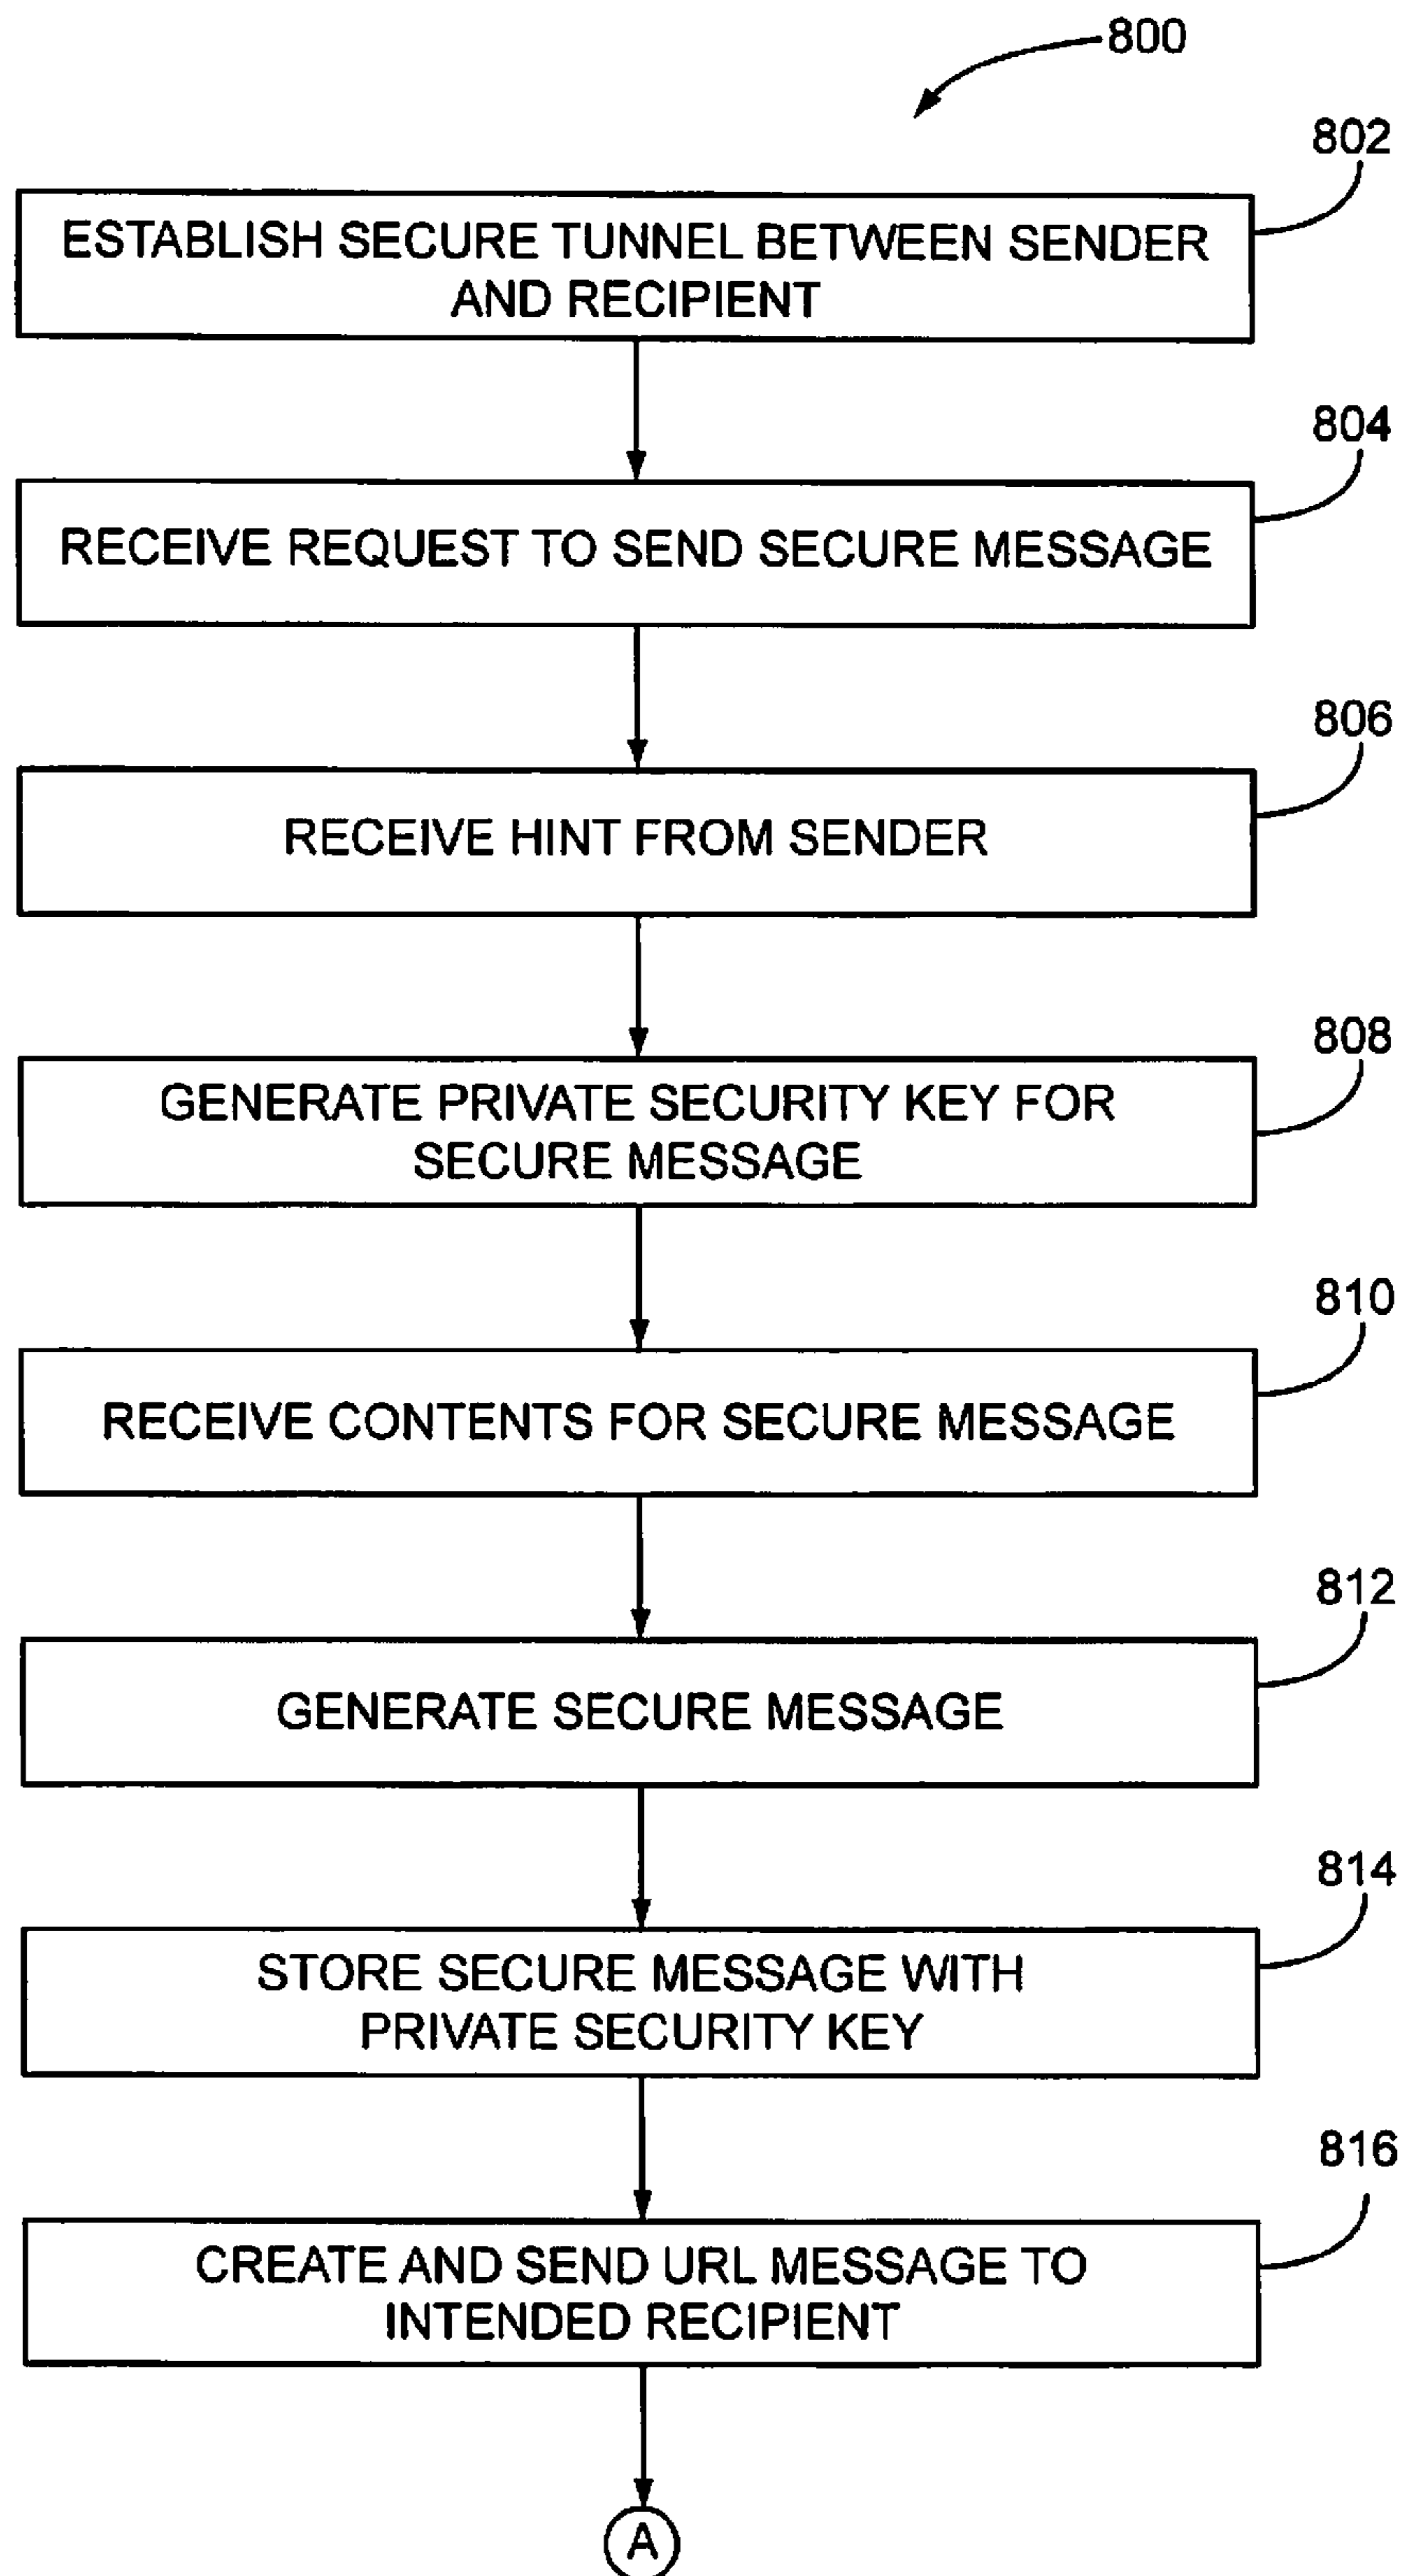 800
802
ESTABLISH SECURE TUNNEL BETWEEN SENDER
AND RECIPIENT
804
RECEIVE REQUEST TO SEND SECURE MESSAGE
806
RECEIVE HINT FROM SENDER
808
GENERATE PRIVATE SECURITY KEY FOR
SECURE MESSAGE
810
RECEIVE CONTENTS FOR SECURE MESSAGE
812
GENERATE SECURE MESSAGE
814
STORE SECURE MESSAGE WITH
PRIVATE SECURITY KEY
816
CREATE AND SEND URL MESSAGE TO
INTENDED RECIPIENT
A